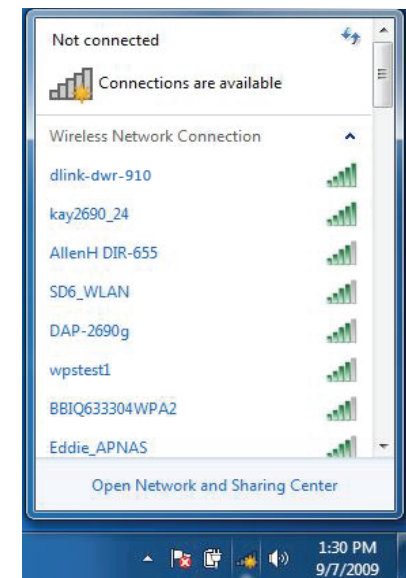 Not connected
Connections are available
Wireless Network Connection
dlink-dwr-910
kay2690_24
AllenH DIR-655
SD6_WLAN
DAP-2690g
wpstest1
BBIQ633304WPA2
Eddie_APNAS
Open Network and Sharing Center
1:30 PM
9/7/2009